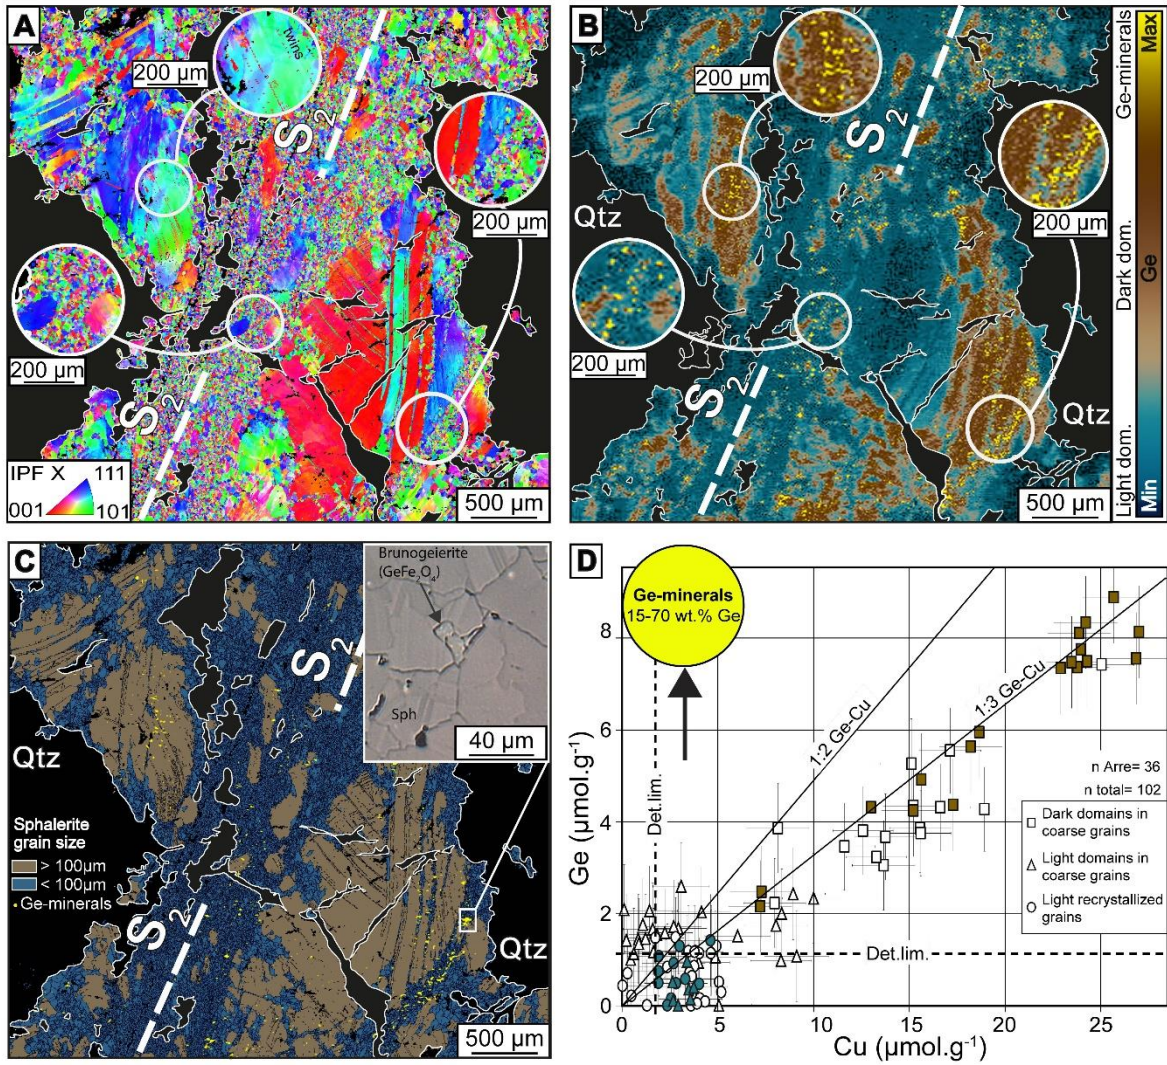 A
200 µm
twins
S2
200 µm
200 µm
S2
IPF X 111
001 101
500 µm
B
200 µm
S2
Qtz
200 µm
200 µm
S2
Qtz
500 µm
Ge-minerals
Max
Dark dom.
Ge
Light dom.
Min
C
Brunogeierite
(GeFe2O4)
Sph
40 µm
S2
Qtz
Sphalerite
grain size
> 100µm
< 100µm
Ge-minerals
S2
Qtz
500 µm
D
Ge-minerals
15-70 wt.% Ge
8
6
4
2
0
Ge (µmol.g-1)
Det.lim.
1:2 Ge-Cu
1:3 Ge-Cu
n Arre= 36
n total= 102
Dark domains in
coarse grains
Light domains in
coarse grains
Light recrystallized
grains
Det.lim.
0 5 10 15 20 25
Cu (µmol.g-1)